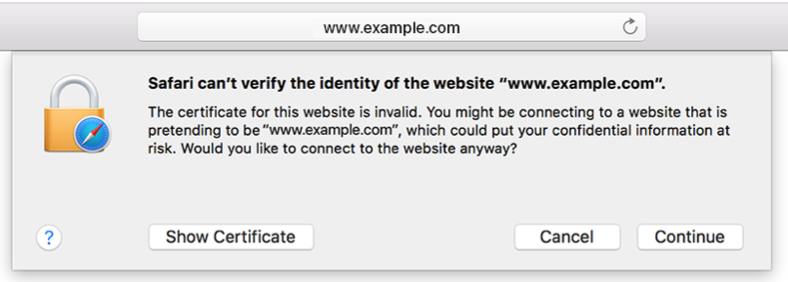 www.example.com
Safari can't verify the identity of the website “www.example.com”.
The certificate for this website is invalid. You might be connecting to a website that is
pretending to be “www.example.com”, which could put your confidential information at
risk. Would you like to connect to the website anyway?
?
Show Certificate
Cancel
Continue